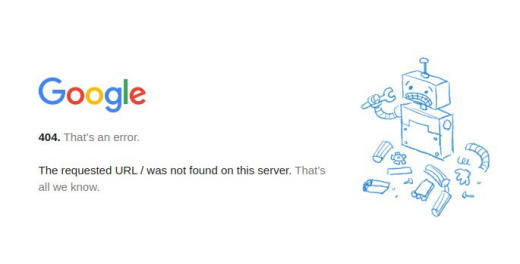 Google
404. That's an error.
The requested URL / was not found on this server. That's
all we know.